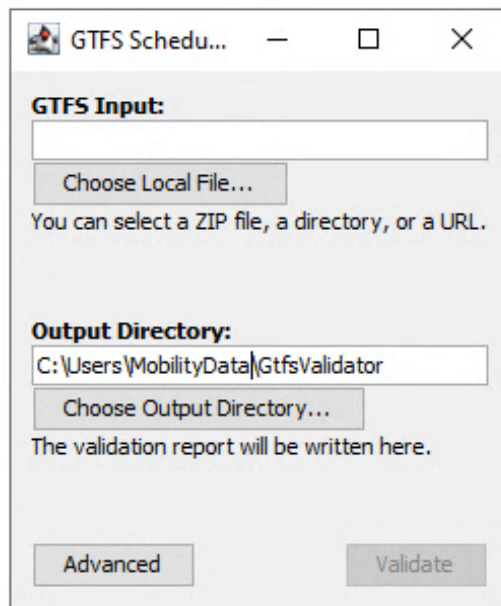 GTFS Schedu...
GTFS Input:
Choose Local File...
You can select a ZIP file, a directory, or a URL.
Output Directory:
C:\Users\MobilityData\GtfsValidator
Choose Output Directory...
The validation report will be written here.
Advanced
Validate